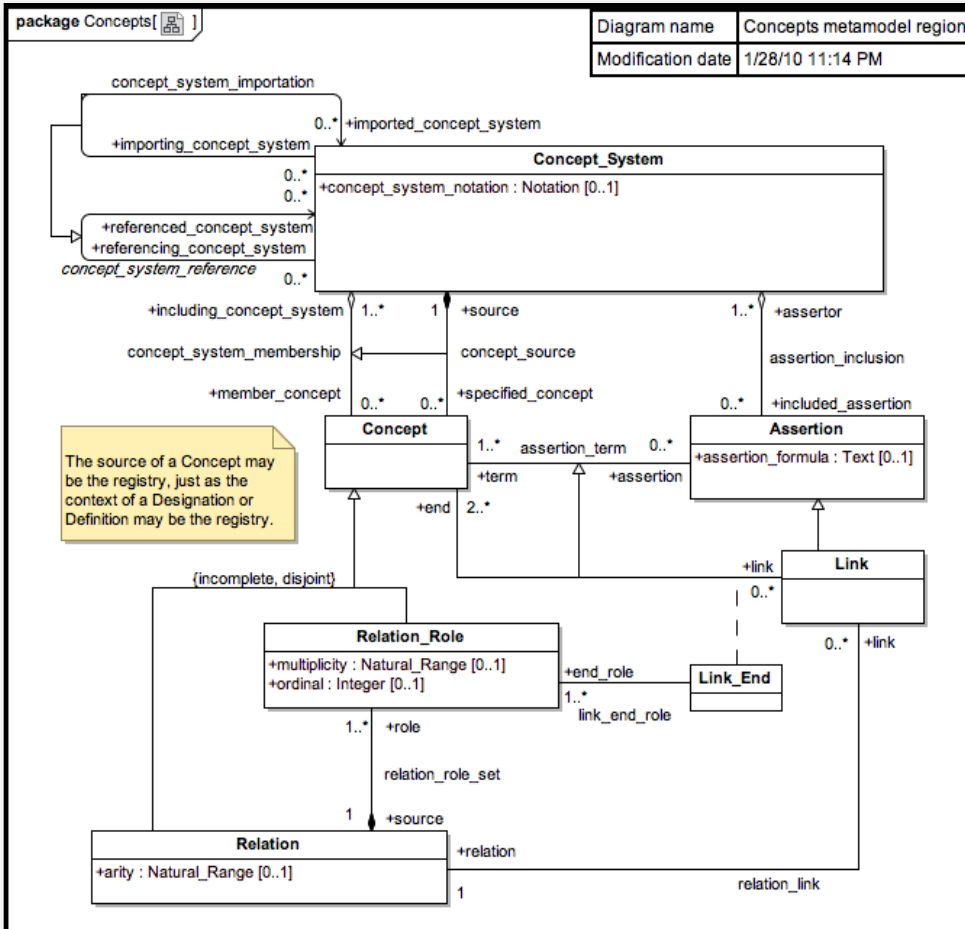 package Concepts[ ]
Diagram name Concepts metamodel region
Modification date 1/28/10 11:14 PM
concept_system_importation
0..* +imported_concept_system
+importing_concept_system
0..*
Concept_System
+concept_system_notation : Notation [0..1]
0..*
+referenced_concept_system
+referencing_concept_system
concept_system_reference
0..*
+including_concept_system 1..* 1 +source 1..* +assertor
concept_system_membership concept_source assertion_inclusion
+member_concept +specified_concept
0..* 0..* 0..* +included_assertion
Concept
Assertion
+assertion_formula : Text [0..1]
1..* assertion_term 0..*
+term +assertion
The source of a Concept may
be the registry, just as the
context of a Designation or
Definition may be the registry.
+end 2..*
+link
0..*
Link
{incomplete, disjoint}
0..* +link
Relation_Role
+multiplicity : Natural_Range [0..1]
+ordinal : Integer [0..1]
+end_role
1..*
link_end_role
Link_End
1..* +role
relation_role_set
1 +source
Relation
+arity : Natural_Range [0..1]
+relation
1
relation_link